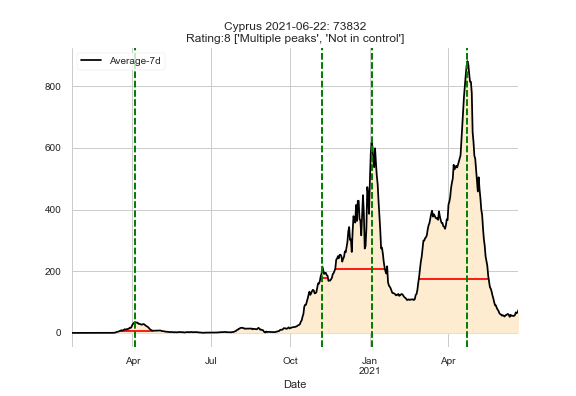 Cyprus 2021-06-22: 73832
Rating:8 ['Multiple peaks', 'Not in control']
Average-7d
800
600
400
200
0
Apr
Jul
Oct
Jan
2021
Apr
Date